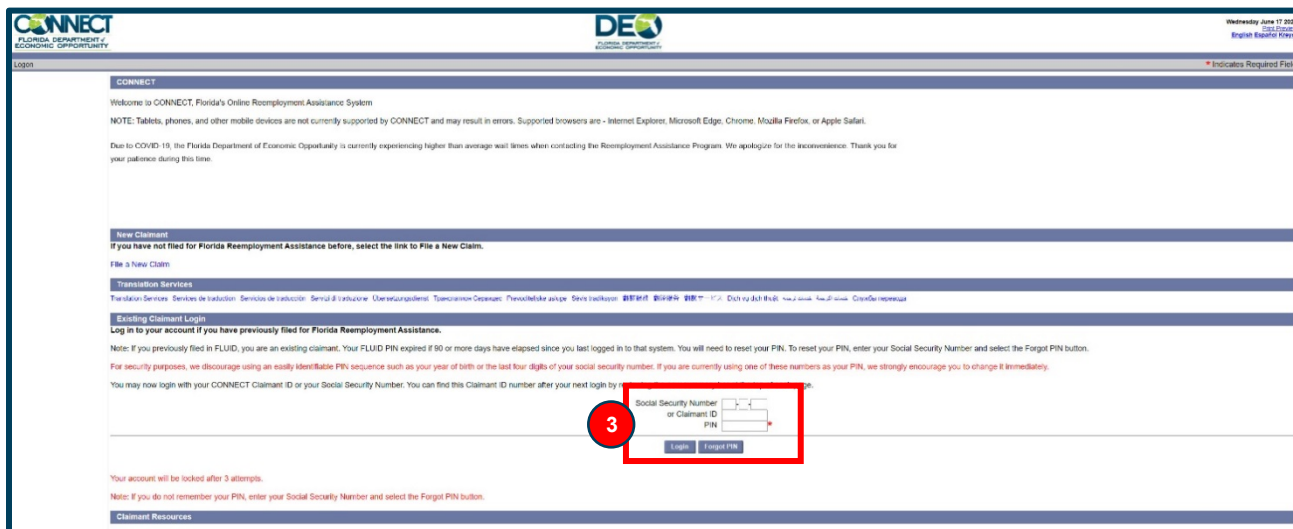 CONNECT
FLORIDA DEPARTMENT of
ECONOMIC OPPORTUNITY
DEO
FLORIDA DEPARTMENT of
ECONOMIC OPPORTUNITY
Wednesday June 17 202
Print Preview
English Español Kreyo
Logon
* Indicates Required Fiel
CONNECT
Welcome to CONNECT, Florida's Online Reemployment Assistance System
NOTE: Tablets, phones, and other mobile devices are not currently supported by CONNECT and may result in errors. Supported browsers are - Internet Explorer, Microsoft Edge, Chrome, Mozilla Firefox, or Apple Safari.
Due to COVID-19, the Florida Department of Economic Opportunity is currently experiencing higher than average wait times when contacting the Reemployment Assistance Program. We apologize for the inconvenience. Thank you for
your patience during this time.
New Claimant
If you have not filed for Florida Reemployment Assistance before, select the link to File a New Claim.
File a New Claim
Translation Services
Translation Services Services de traduction Servicios de traducción Servizi di traduzione Übersetzungsdienst Prevoditeljske usluge Sèvis tradiksyon Dịch vụ dịch thuật Службы перевода
Existing Claimant Login
Log in to your account if you have previously filed for Florida Reemployment Assistance.
Note: If you previously filed in FLUID, you are an existing claimant. Your FLUID PIN expired if 90 or more days have elapsed since you last logged in to that system. You will need to reset your PIN. To reset your PIN, enter your Social Security Number and select the Forgot PIN button.
For security purposes, we discourage using an easily identifiable PIN sequence such as your year of birth or the last four digits of your social security number. If you are currently using one of these numbers as your PIN, we strongly encourage you to change it immediately.
You may now login with your CONNECT Claimant ID or your Social Security Number. You can find this Claimant ID number after your next login by ge.
Social Security Number - -
or Claimant ID
3
PIN *
Login Forgot PIN
Your account will be locked after 3 attempts.
Note: If you do not remember your PIN, enter your Social Security Number and select the Forgot PIN button.
Claimant Resources